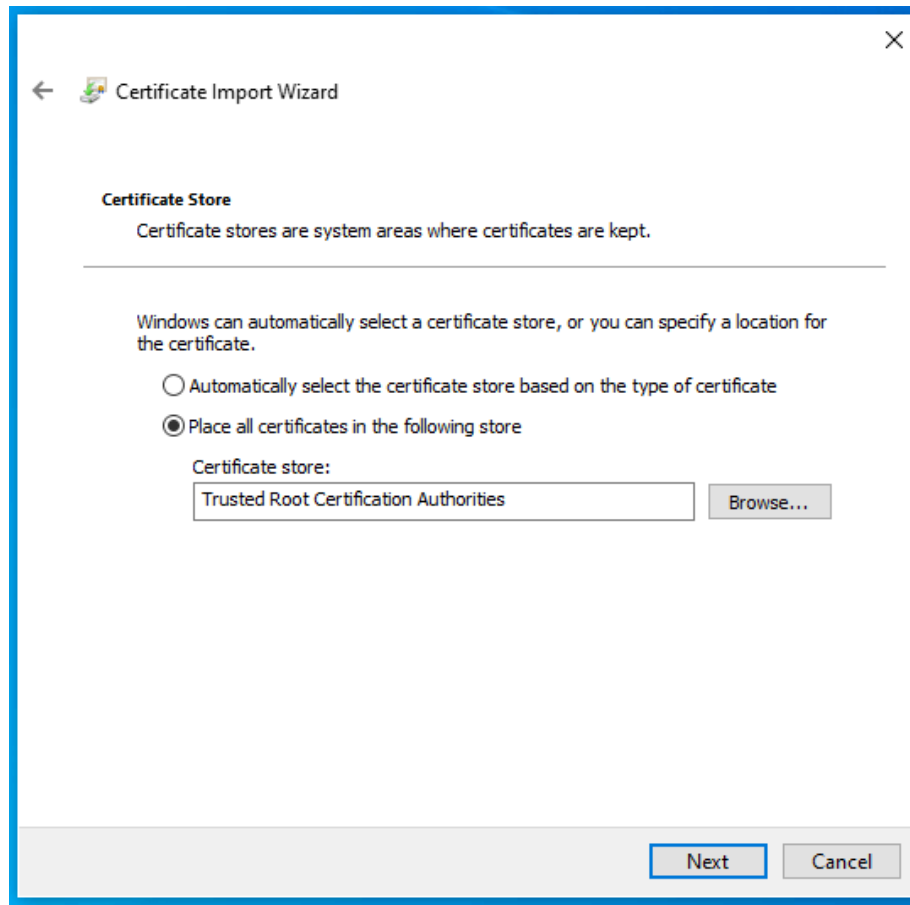 Certificate Import Wizard
Certificate Store
Certificate stores are system areas where certificates are kept.
Windows can automatically select a certificate store, or you can specify a location for
the certificate.
Automatically select the certificate store based on the type of certificate
Place all certificates in the following store
Certificate store:
Trusted Root Certification Authorities
Browse...
Next
Cancel